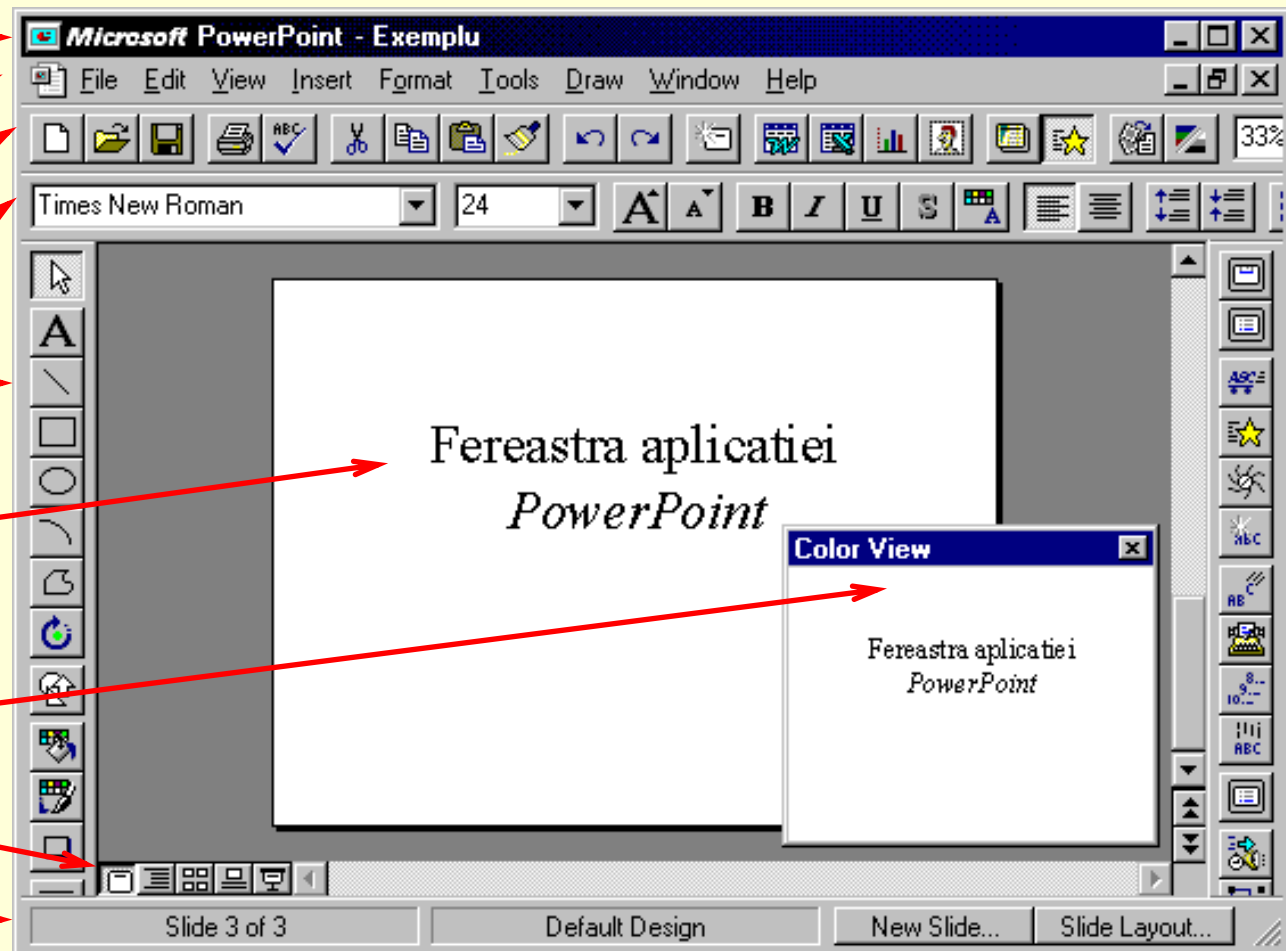 Microsoft PowerPoint - Exemplu
File Edit View Insert Format Tools Draw Window Help
ABC
33%
Times New Roman
24
A A B I U S A
A
Fereastra aplicatiei
PowerPoint
Color View
Fereastra aplicatiei
PowerPoint
Slide 3 of 3
Default Design
New Slide...
Slide Layout...